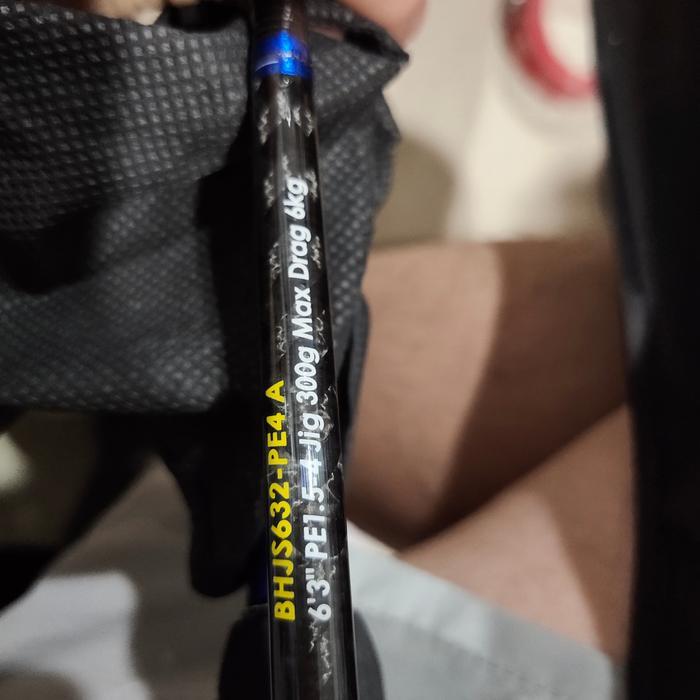 BHJS632-PE4 A
6'3" PE1.5-4 Jig 300g Max Drag 6kg